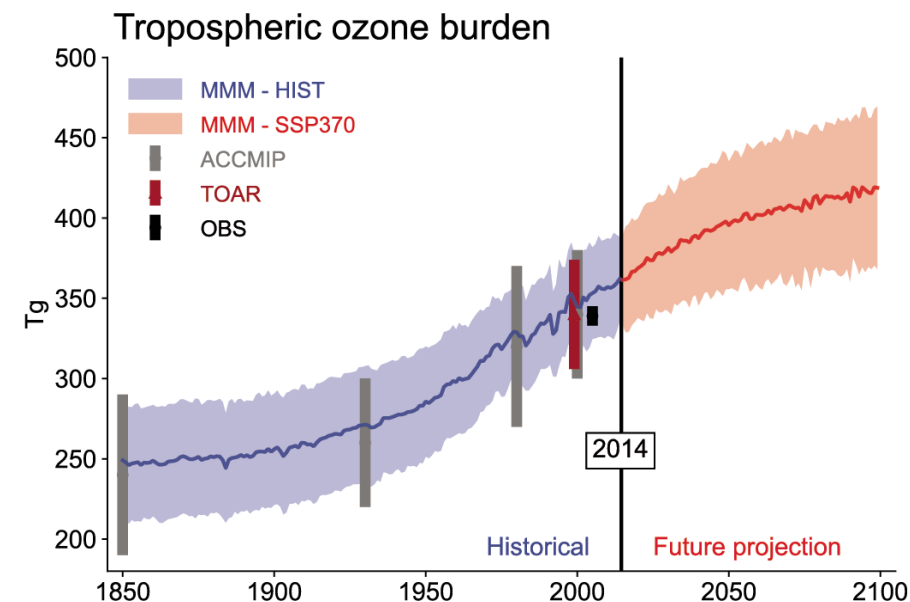 Tropospheric ozone burden
500
450
400
350
300
250
200
Tg
MMM - HIST
MMM - SSP370
ACCMIP
TOAR
OBS
2014
Historical
Future projection
1850
1900
1950
2000
2050
2100